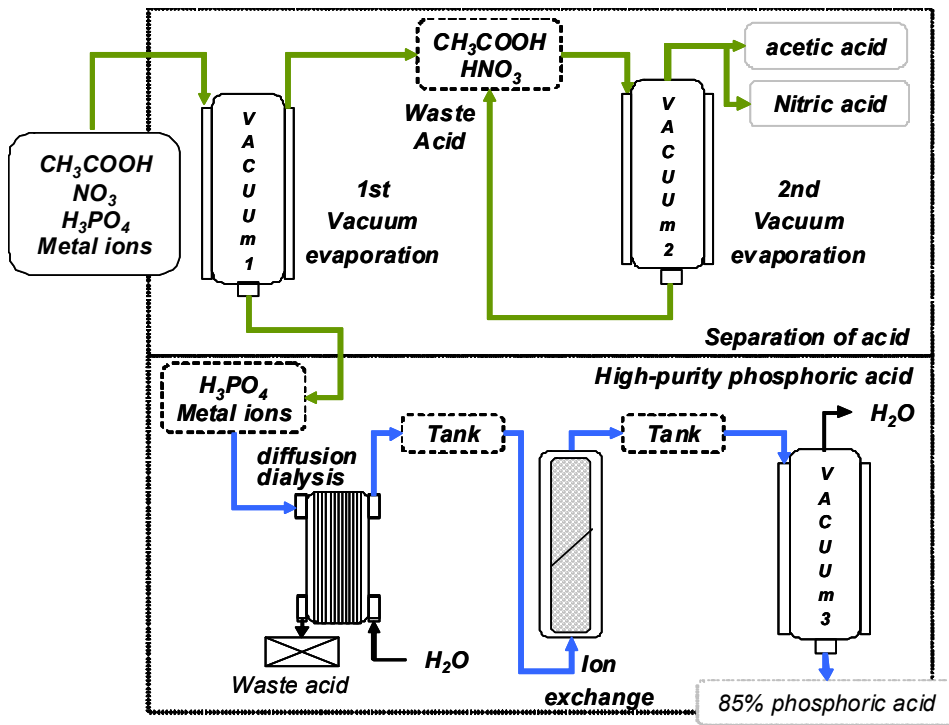 CH₃COOH
NO₃
H₃PO₄
Metal ions
VACUUm1
1st
Vacuum
evaporation
CH₃COOH
HNO₃
Waste
Acid
VACUUm2
2nd
Vacuum
evaporation
acetic acid
Nitric acid
Separation of acid
High-purity phosphoric acid
H₃PO₄
Metal ions
diffusion
dialysis
Waste acid
H₂O
Tank
Ion
exchange
Tank
VACUUm3
H₂O
85% phosphoric acid